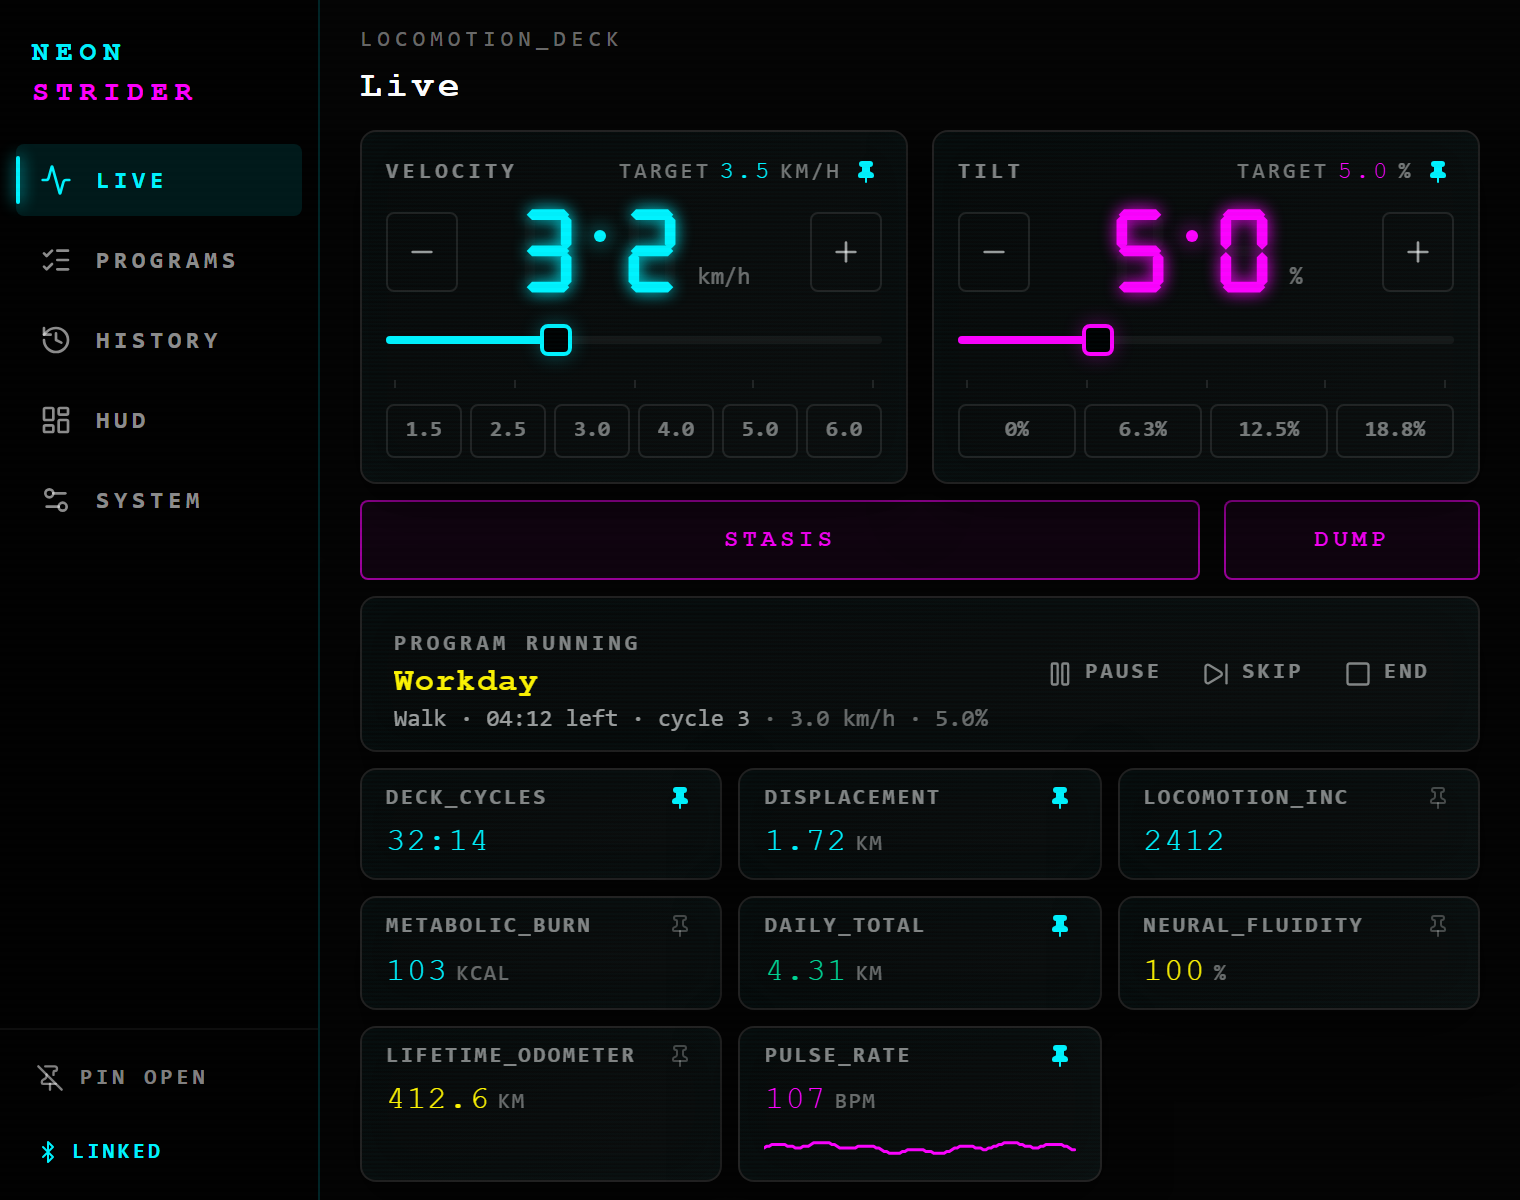 NEON
STRIDER
LIVE
PROGRAMS
HISTORY
HUD
SYSTEM
PIN OPEN
LINKED
LOCOMOTION_DECK
Live
VELOCITY TARGET 3.5 KM/H
3.2 km/h
1.5 2.5 3.0 4.0 5.0 6.0
TILT TARGET 5.0 %
5.0 %
0% 6.3% 12.5% 18.8%
STASIS DUMP
PROGRAM RUNNING
Workday
Walk · 04:12 left · cycle 3 · 3.0 km/h · 5.0%
PAUSE SKIP END
DECK_CYCLES
32:14
DISPLACEMENT
1.72 KM
LOCOMOTION_INC
2412
METABOLIC_BURN
103 KCAL
DAILY_TOTAL
4.31 KM
NEURAL_FLUIDITY
100 %
LIFETIME_ODOMETER
412.6 KM
PULSE_RATE
107 BPM